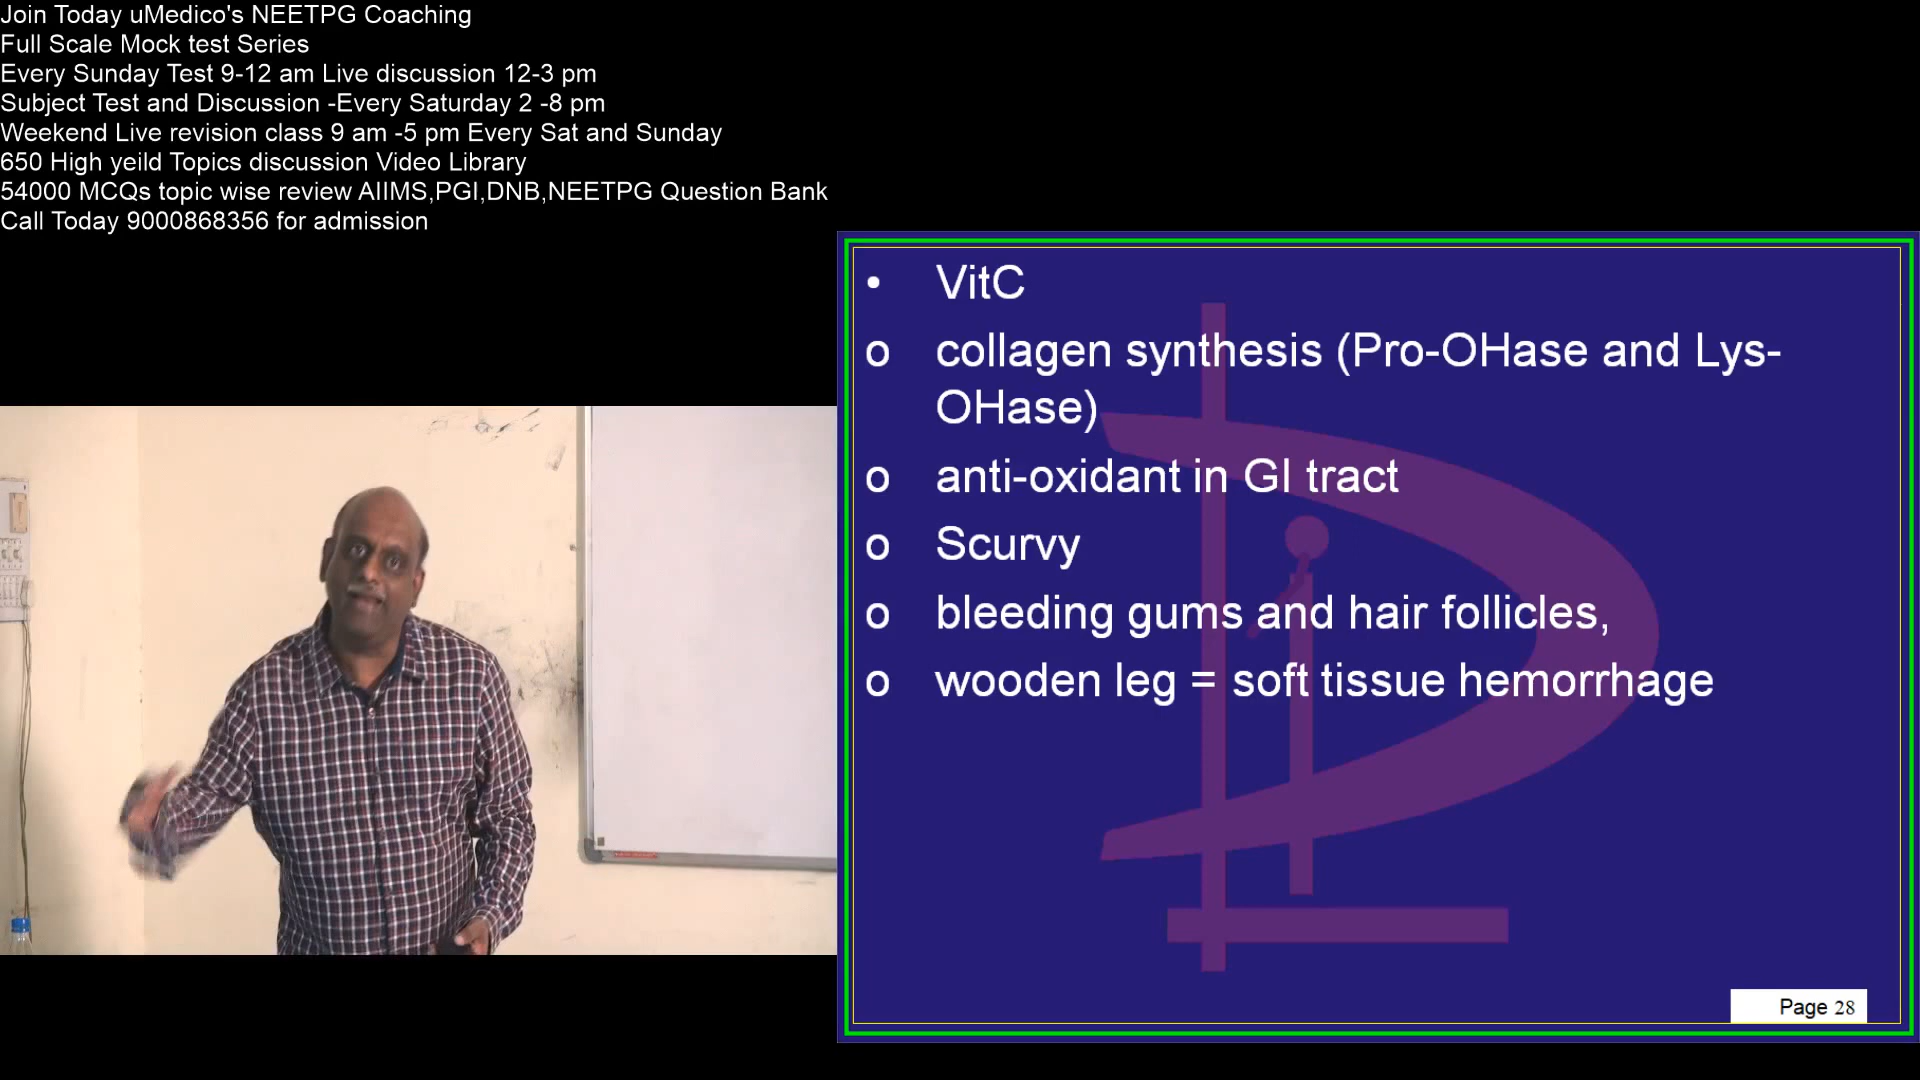 Join Today uMedico's NEETPG Coaching
Full Scale Mock test Series
Every Sunday Test 9-12 am Live discussion 12-3 pm
Subject Test and Discussion -Every Saturday 2 -8 pm
Weekend Live revision class 9 am -5 pm Every Sat and Sunday
650 High yeild Topics discussion Video Library
54000 MCQs topic wise review AIIMS,PGI,DNB,NEETPG Question Bank
Call Today 9000868356 for admission
• VitC
o collagen synthesis (Pro-OHase and Lys-
OHase)
o anti-oxidant in GI tract
o Scurvy
o bleeding gums and hair follicles,
o wooden leg = soft tissue hemorrhage
Page 28